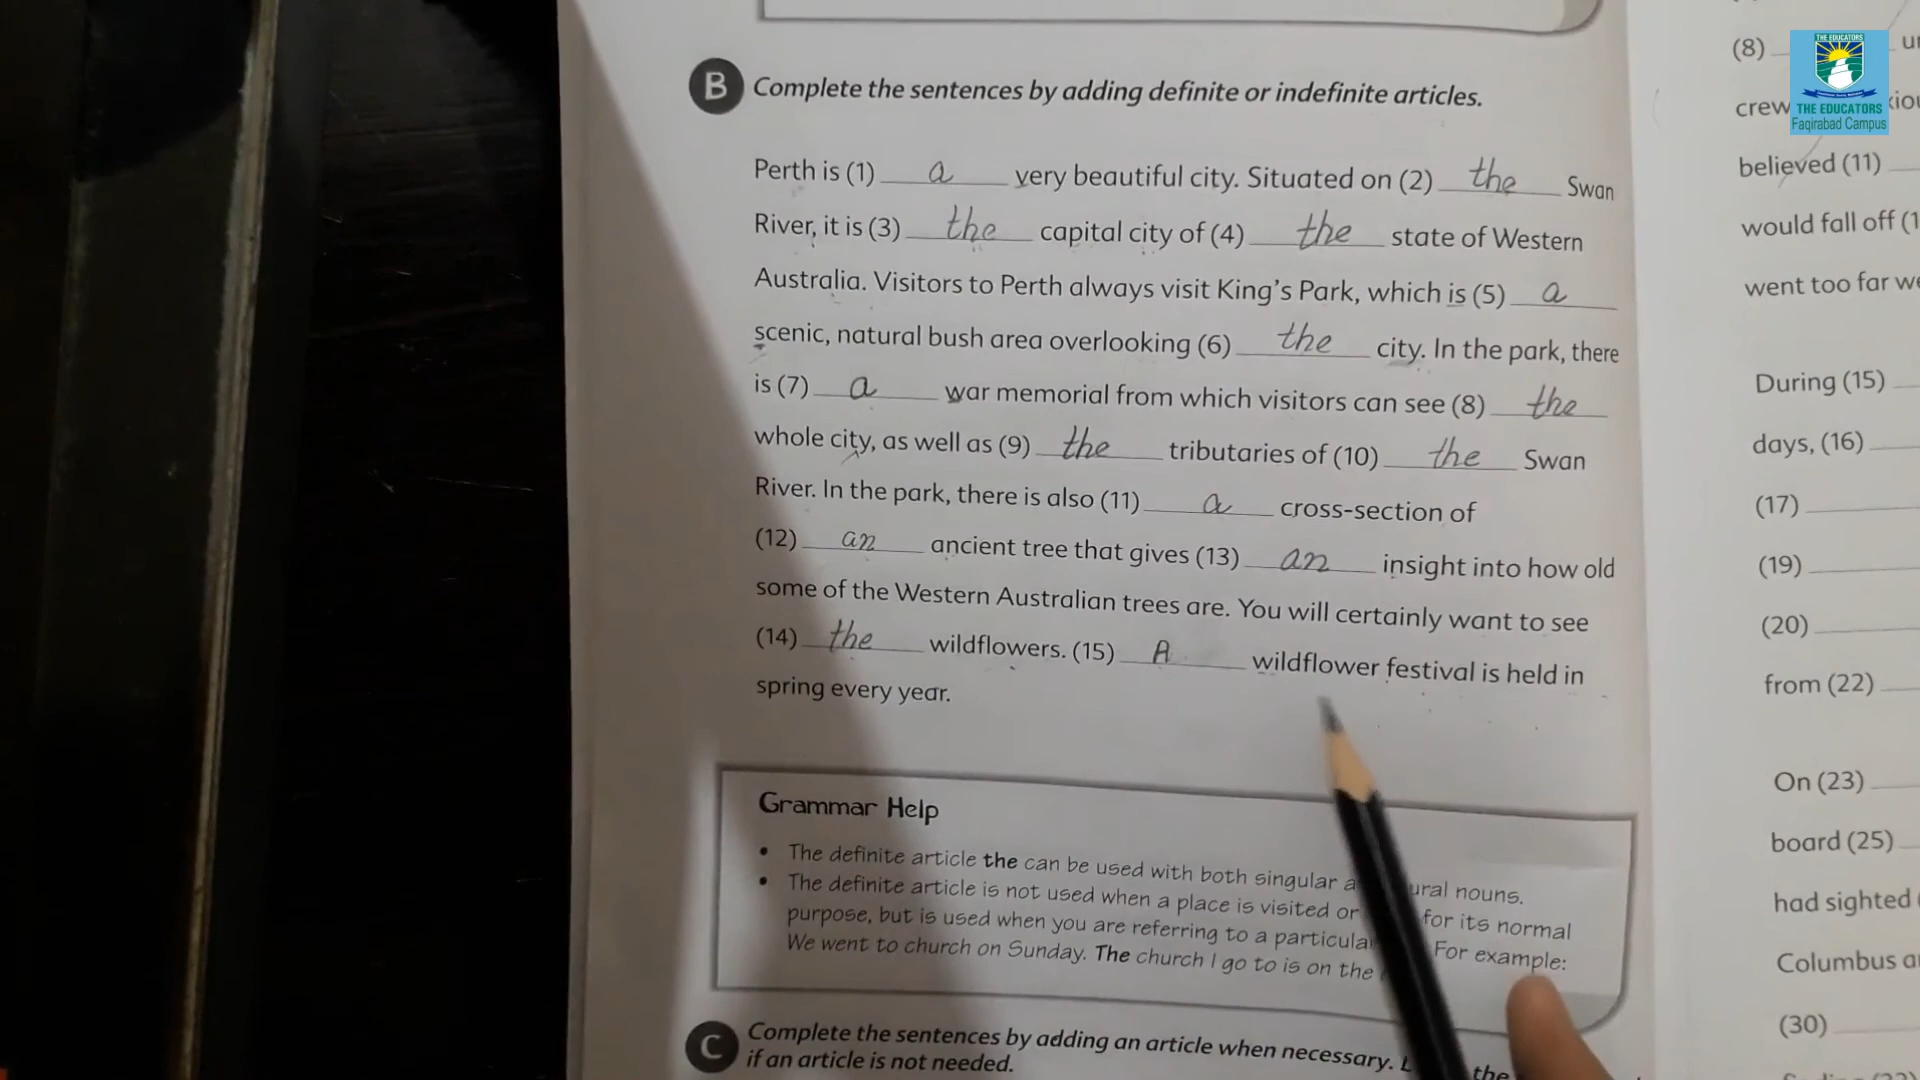 B Complete the sentences by adding definite or indefinite articles.
Perth is (1) a very beautiful city. Situated on (2) the Swan
River, it is (3) the capital city of (4) the state of Western
Australia. Visitors to Perth always visit King's Park, which is (5) a
scenic, natural bush area overlooking (6) the city. In the park, there
is (7) a war memorial from which visitors can see (8) the
whole city, as well as (9) the tributaries of (10) the Swan
River. In the park, there is also (11) a cross-section of
(12) an ancient tree that gives (13) an insight into how old
some of the Western Australian trees are. You will certainly want to see
(14) the wildflowers. (15) A wildflower festival is held in
spring every year.
Grammar Help
• The definite article the can be used with both singular nouns.
• The definite article is not used when a place is visited or for its normal
purpose, but is used when you are referring to a particular For example:
We went to church on Sunday. The church I go to is on the
C Complete the sentences by adding an article when necessary. the
if an article is not needed.
(8)
crew
believed (11)
would fall off
went too far
During (15)
days, (16)
(17)
(19)
(20)
from (22)
On (23)
board (25)
had sighted
Columbus
(30)
THE EDUCATORS
THE EDUCATORS
Faqirabad Campus